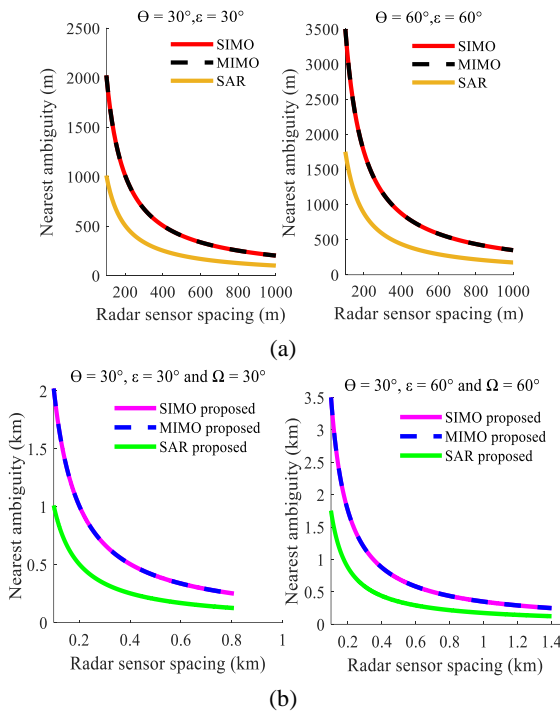 Ө = 30°,ε = 30°
SIMO
MIMO
SAR
Nearest ambiguity (m)
2500
2000
1500
1000
500
0
200 400 600 800 1000
Radar sensor spacing (m)
Ө = 60°,ε = 60°
SIMO
MIMO
SAR
Nearest ambiguity (m)
3500
3000
2500
2000
1500
1000
500
0
200 400 600 800 1000
Radar sensor spacing (m)
(a)
Ө = 30°, ε = 30° and Ω = 30°
SIMO proposed
MIMO proposed
SAR proposed
Nearest ambiguity (km)
2
1.5
1
0.5
0
0.2 0.4 0.6 0.8 1
Radar sensor spacing (km)
Ө = 30°, ε = 60° and Ω = 60°
SIMO proposed
MIMO proposed
SAR proposed
Nearest ambiguity (km)
3.5
3
2.5
2
1.5
1
0.5
0
0.2 0.4 0.6 0.8 1 1.2 1.4
Radar sensor spacing (km)
(b)